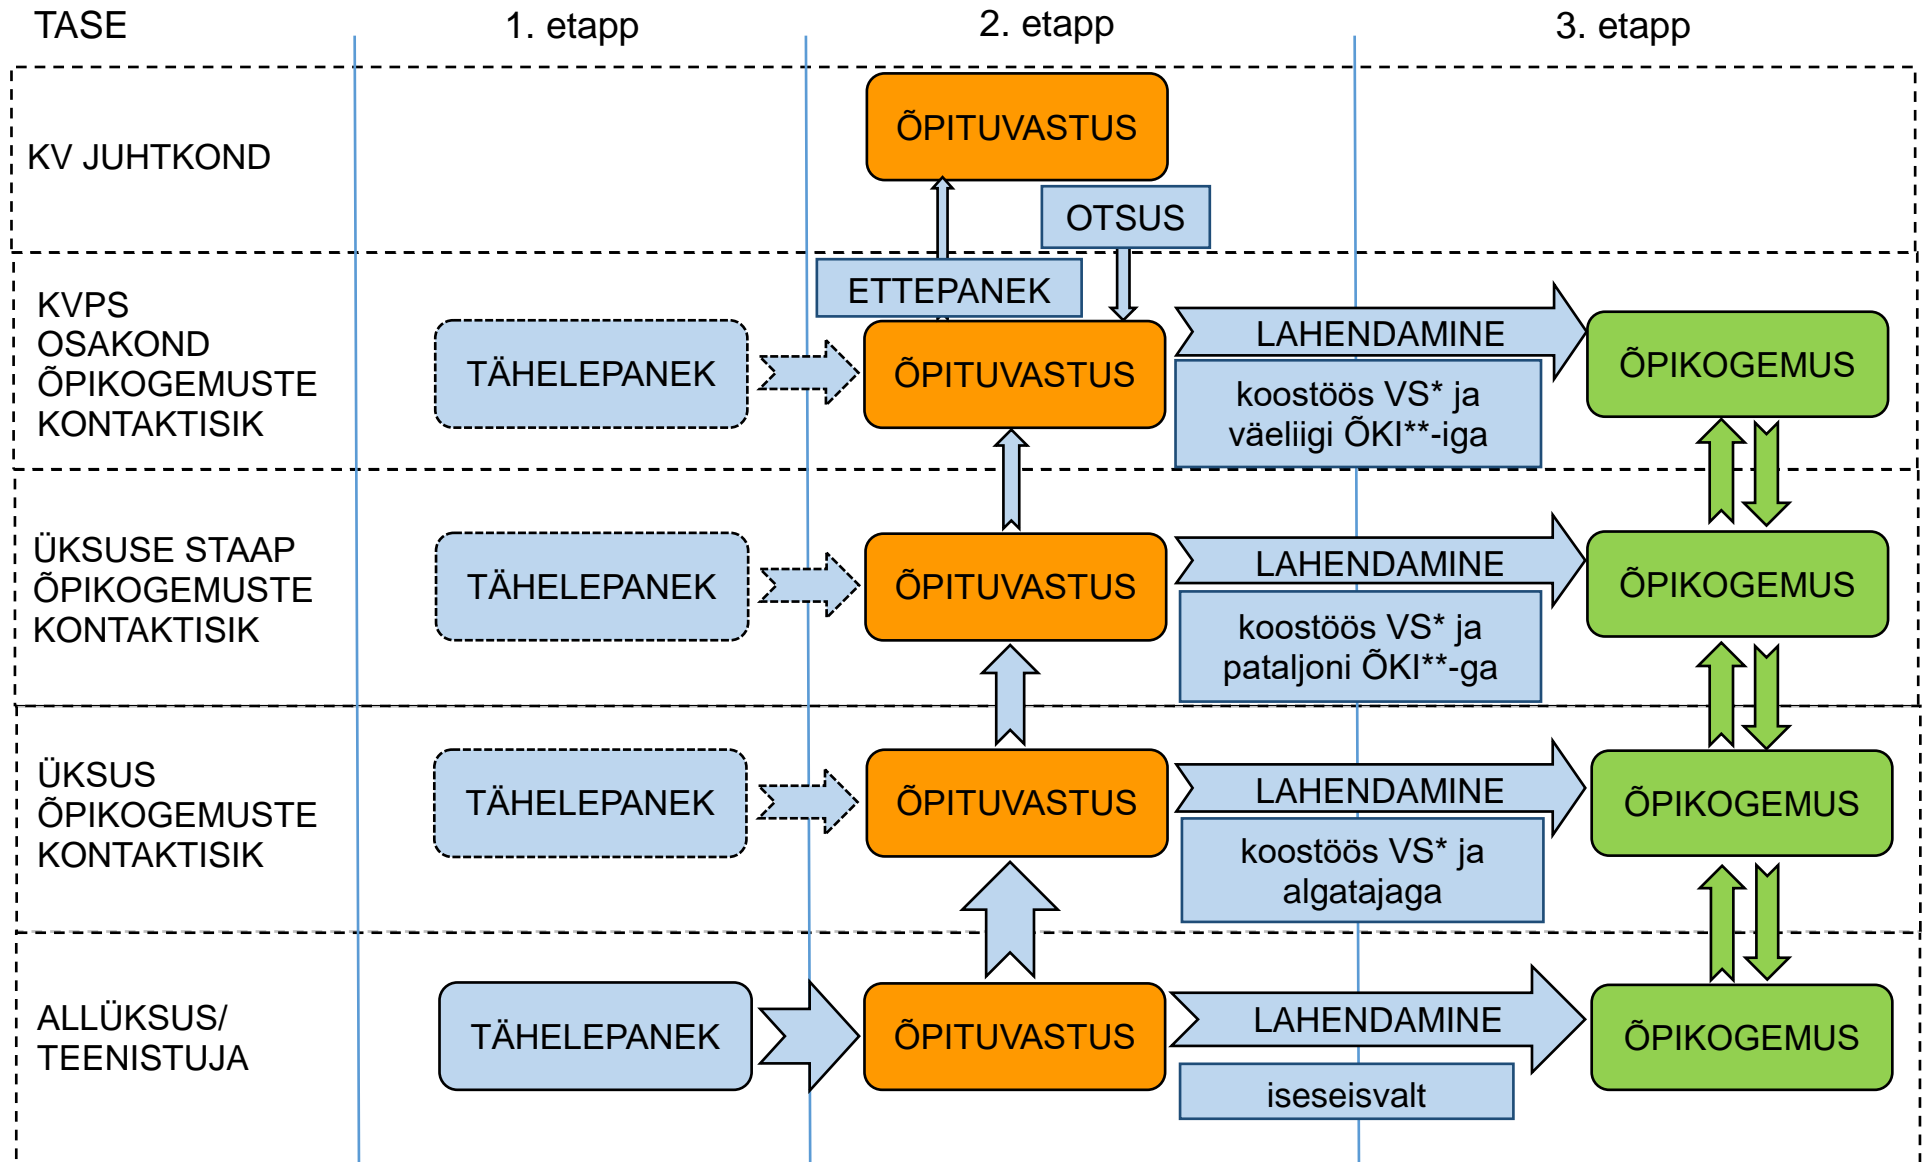 TASE
1. etapp
2. etapp
3. etapp
KV JUHTKOND
ÕPITUVASTUS
OTSUS
ETTEPANEK
KVPS
OSAKOND
ÕPIKOGEMUSTE
KONTAKTISIK
TÄHELEPANEK
ÕPITUVASTUS
LAHENDAMINE
koostöös VS* ja
väeliigi ÕKI**-iga
ÕPIKOGEMUS
ÜKSUSE STAAP
ÕPIKOGEMUSTE
KONTAKTISIK
TÄHELEPANEK
ÕPITUVASTUS
LAHENDAMINE
koostöös VS* ja
pataljoni ÕKI**-ga
ÕPIKOGEMUS
ÜKSUS
ÕPIKOGEMUSTE
KONTAKTISIK
TÄHELEPANEK
ÕPITUVASTUS
LAHENDAMINE
koostöös VS* ja
algatajaga
ÕPIKOGEMUS
ALLÜKSUS/
TEENISTUJA
TÄHELEPANEK
ÕPITUVASTUS
LAHENDAMINE
iseseisvalt
ÕPIKOGEMUS